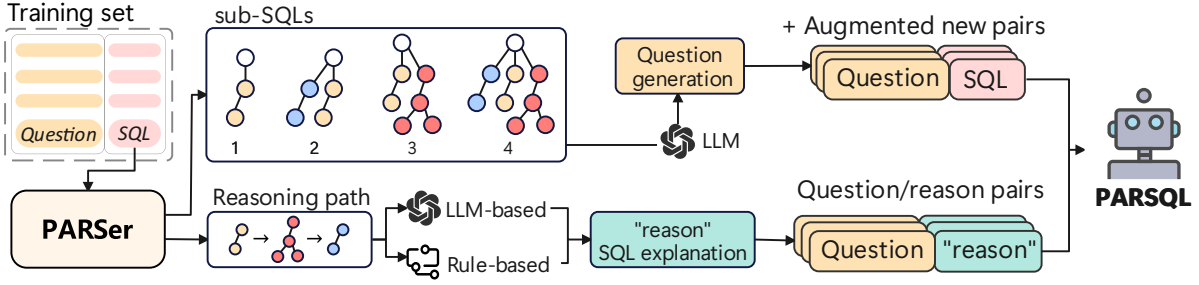 Training set
Question
SQL
PARSer
sub-SQLs
1
2
3
4
Question
generation
LLM
+ Augmented new pairs
Question
SQL
Reasoning path
LLM-based
Rule-based
"reason"
SQL explanation
Question/reason pairs
Question
"reason"
PARSQL